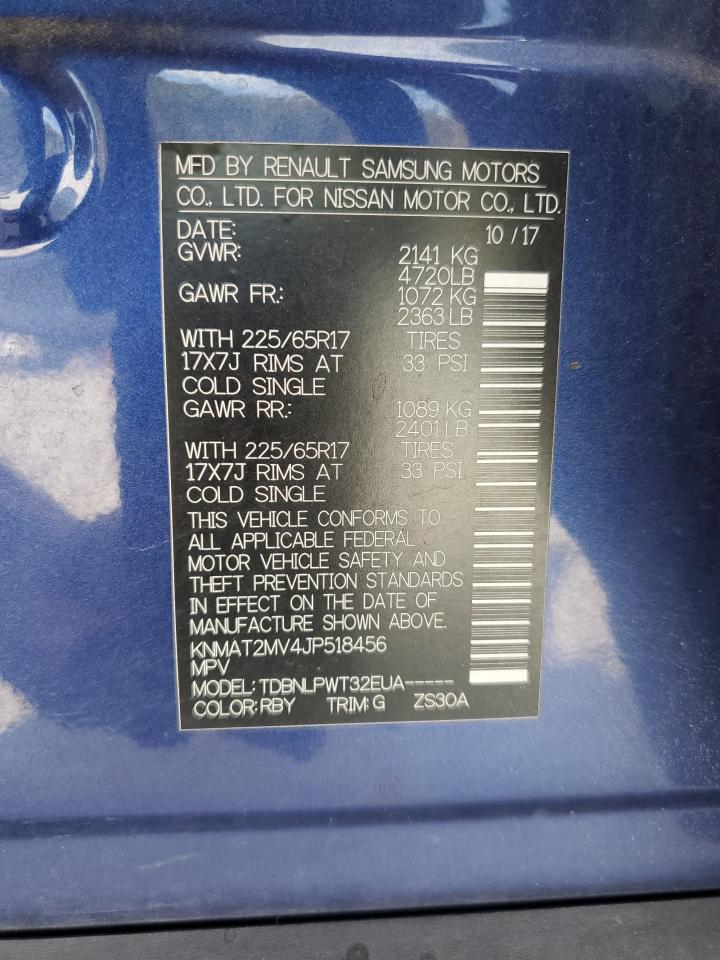 MFD BY RENAULT SAMSUNG MOTORS
CO., LTD. FOR NISSAN MOTOR CO., LTD.
DATE: 10 / 17
GVWR: 2141 KG
4720LB
GAWR FR.: 1072 KG
2363 LB
WITH 225/65R17 TIRES
17X7J RIMS AT 33 PSI
COLD SINGLE
GAWR RR.: 1089 KG
2401 LB
WITH 225/65R17 TIRES
17X7J RIMS AT 33 PSI
COLD SINGLE
THIS VEHICLE CONFORMS TO
ALL APPLICABLE FEDERAL
MOTOR VEHICLE SAFETY AND
THEFT PREVENTION STANDARDS
IN EFFECT ON THE DATE OF
MANUFACTURE SHOWN ABOVE.
KNMAT2MV4JP518456
MPV
MODEL: TDBNLPWT32EUA-----
COLOR: RBY TRIM: G ZS30A